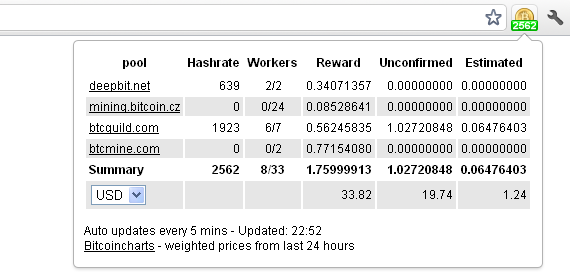 2562
pool Hashrate Workers Reward Unconfirmed Estimated
deepbit.net 639 2/2 0.34071357 0.00000000 0.00000000
mining.bitcoin.cz 0 0/24 0.08528641 0.00000000 0.00000000
btcguild.com 1923 6/7 0.56245835 1.02720848 0.06476403
btcmine.com 0 0/2 0.77154080 0.00000000 0.00000000
Summary 2562 8/33 1.75999913 1.02720848 0.06476403
USD 33.82 19.74 1.24
Auto updates every 5 mins - Updated: 22:52
Bitcoincharts - weighted prices from last 24 hours